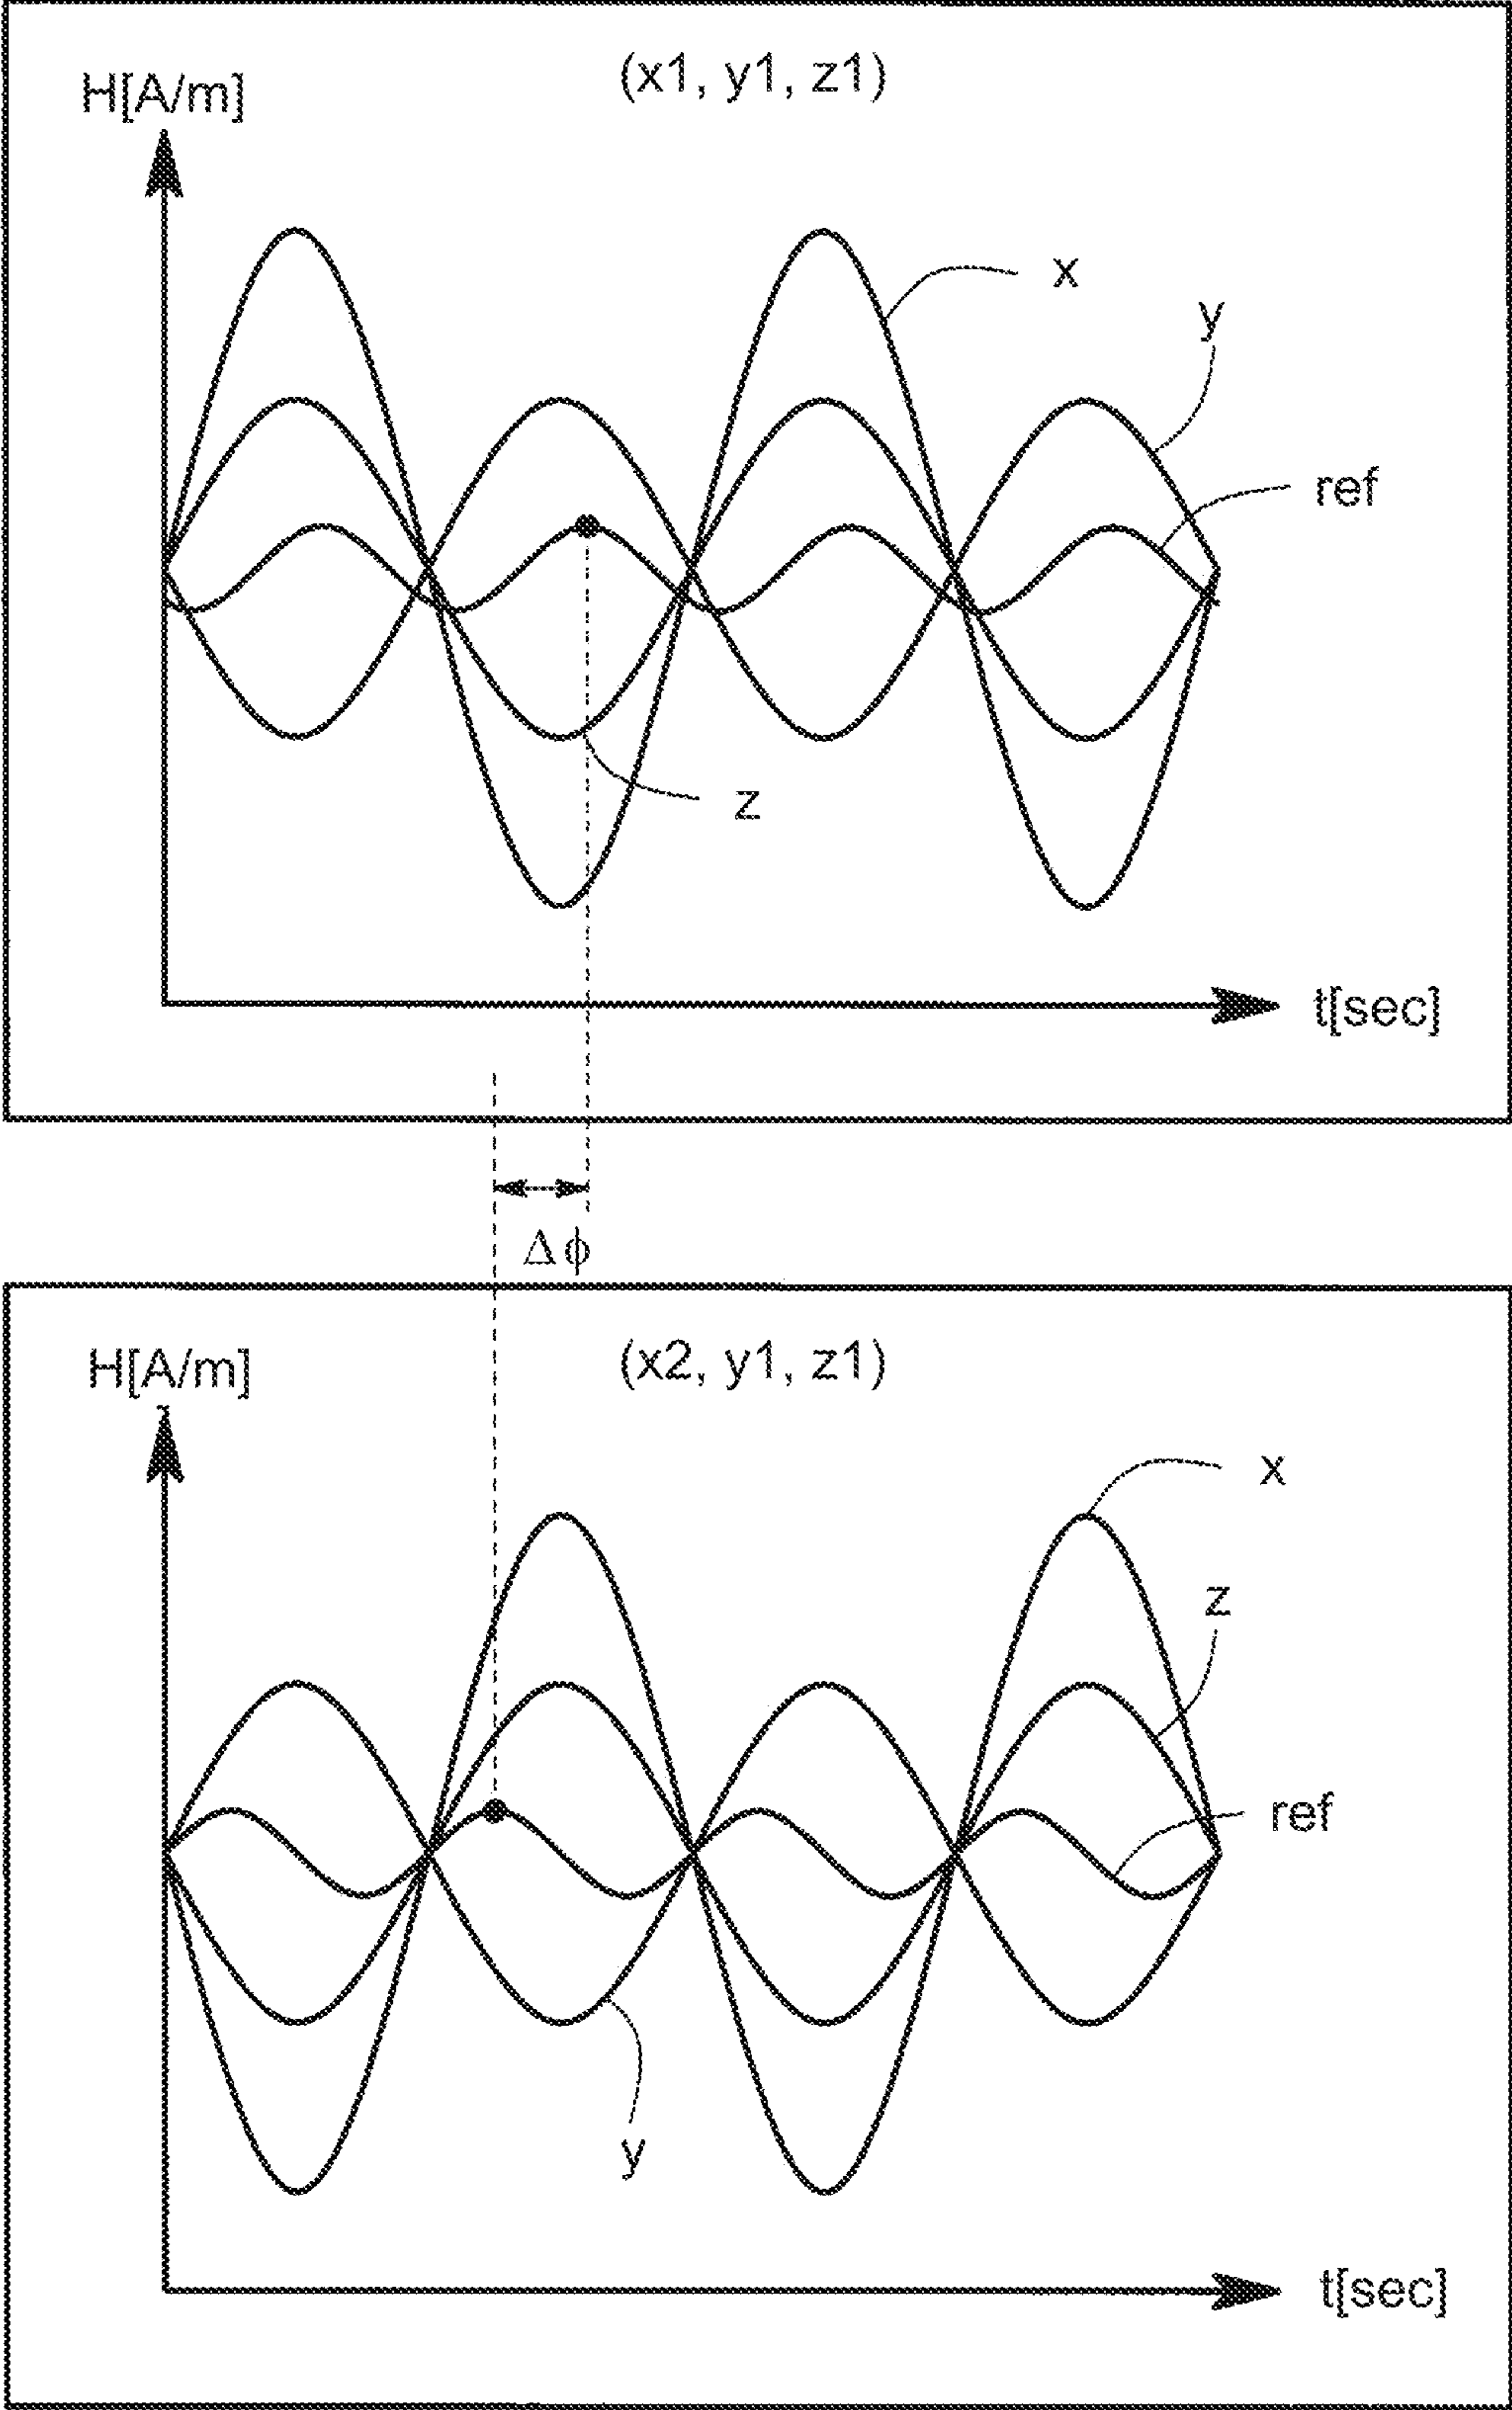 (x1, y1, z1)
H[A/m]
x
y
ref
z
t[sec]
Δϕ
(x2, y1, z1)
H[A/m]
x
z
ref
y
t[sec]